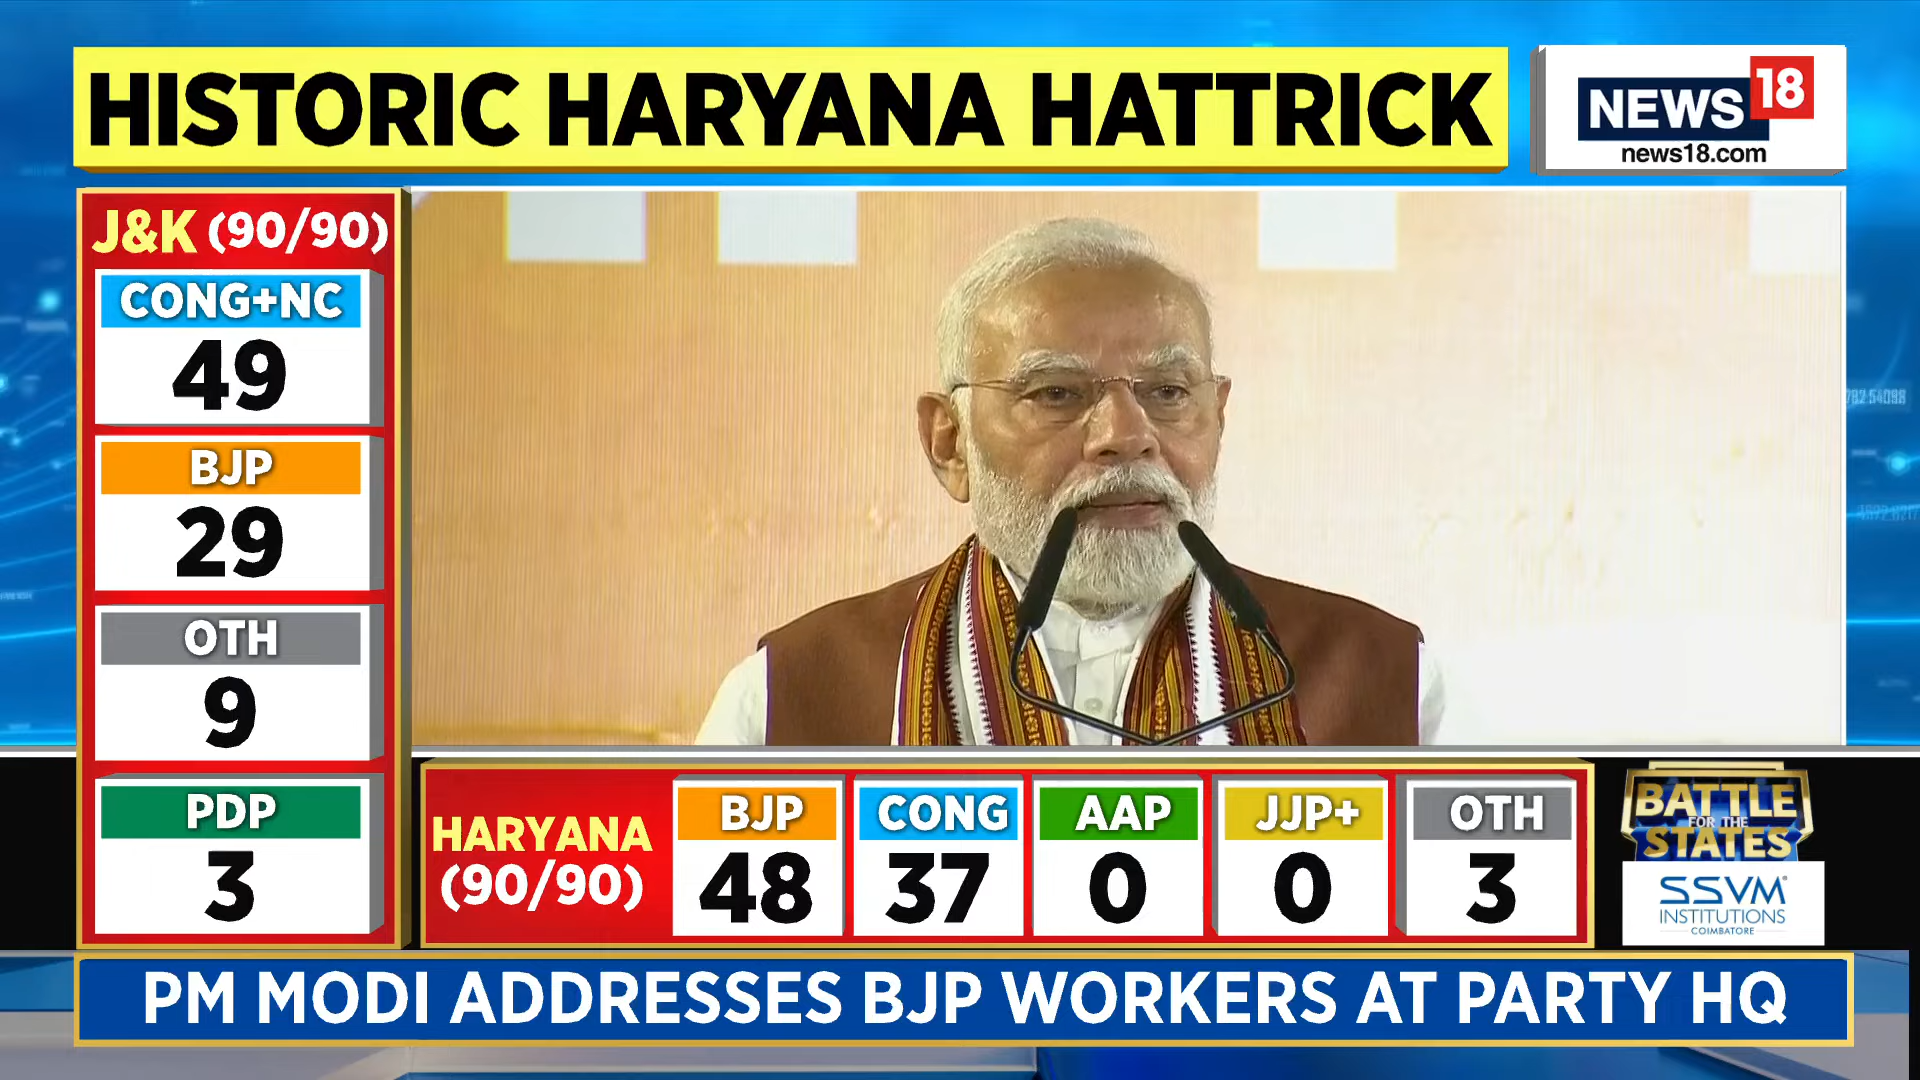 HISTORIC HARYANA HATTRICK
NEWS 18
news18.com
J&K (90/90)
CONG+NC
49
BJP
29
OTH
9
PDP
3
HARYANA
(90/90)
BJP
48
CONG
37
AAP
0
JJP+
0
OTH
3
BATTLE
FOR THE
STATES
SSVM
INSTITUTIONS
COIMBATORE
PM MODI ADDRESSES BJP WORKERS AT PARTY HQ